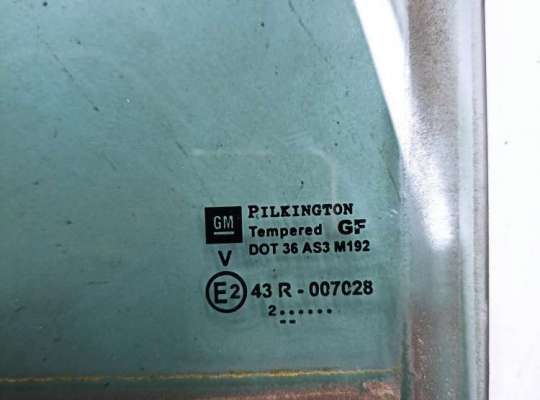 GM PILKINGTON
Tempered GF
DOT 36 AS3 M192
V
E2 43 R - 007028
2......
--